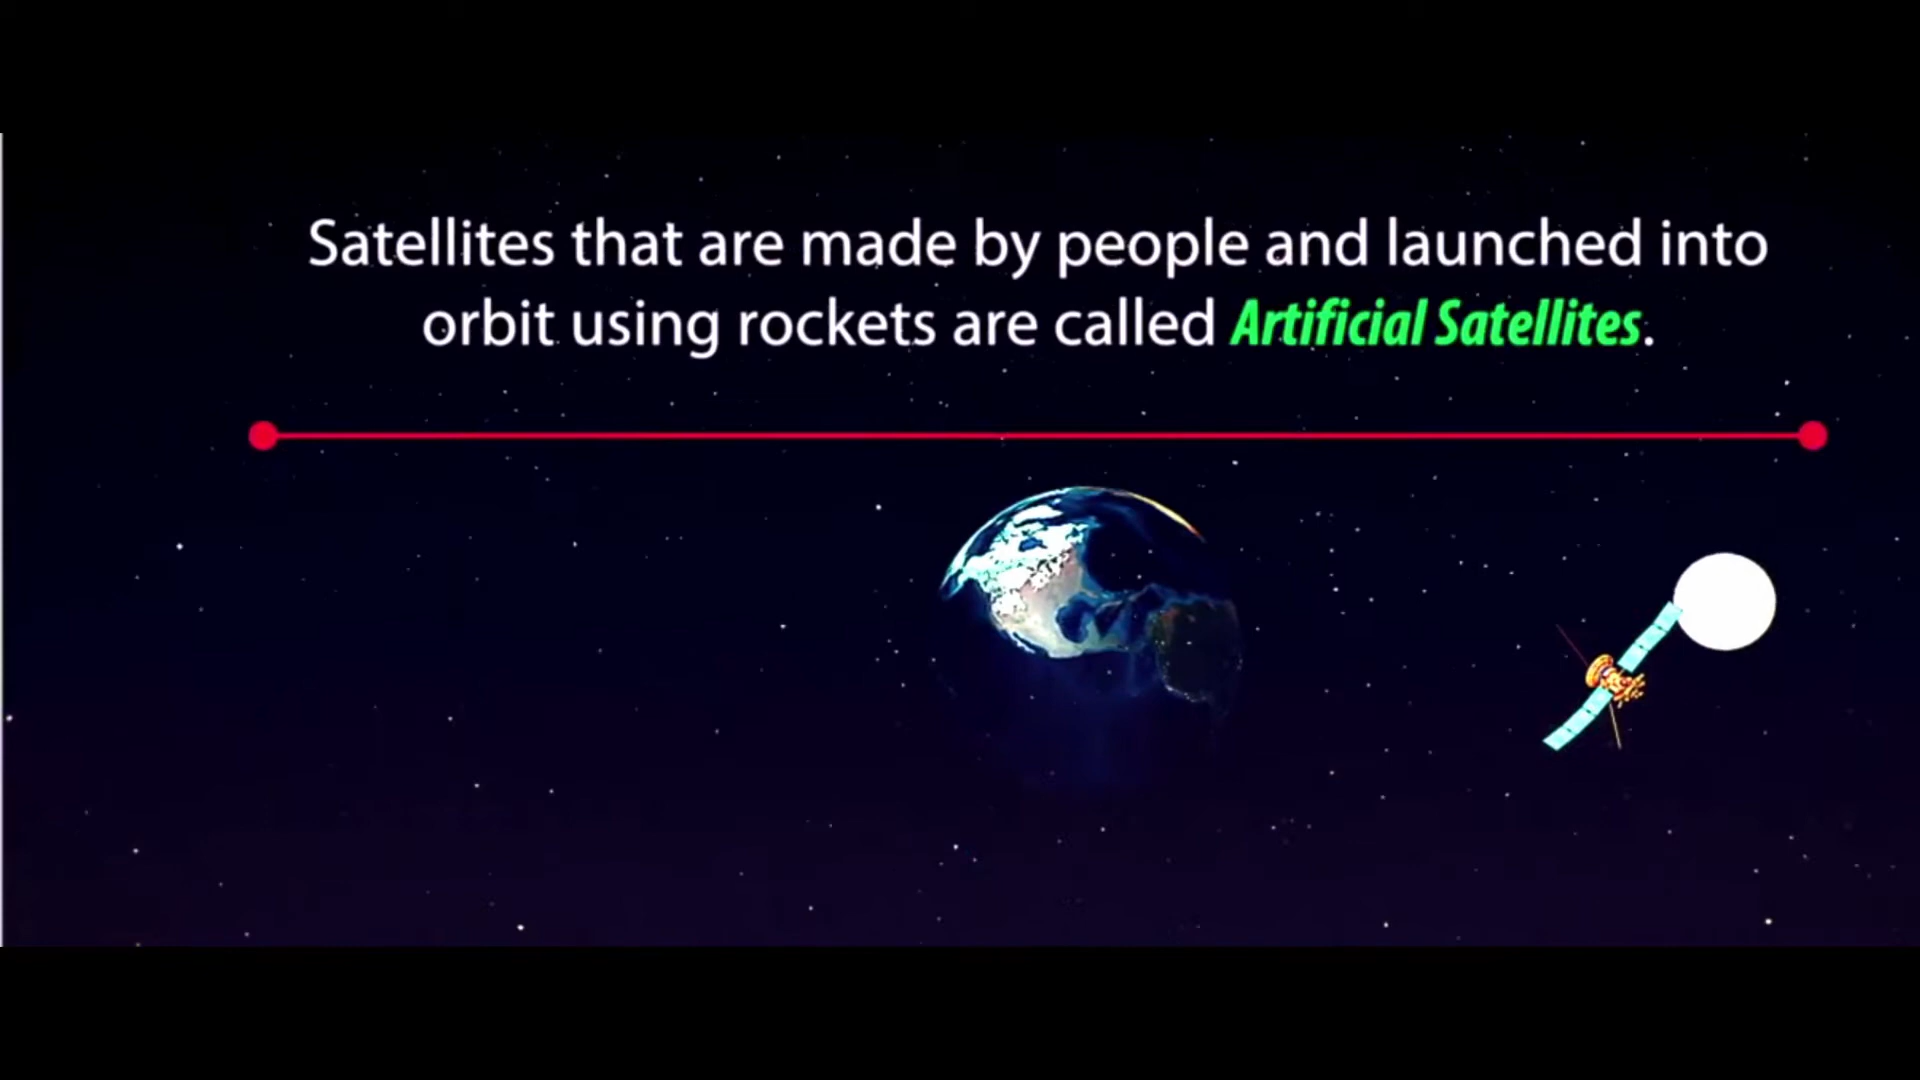 Satellites that are made by people and launched into
orbit using rockets are called Artificial Satellites.